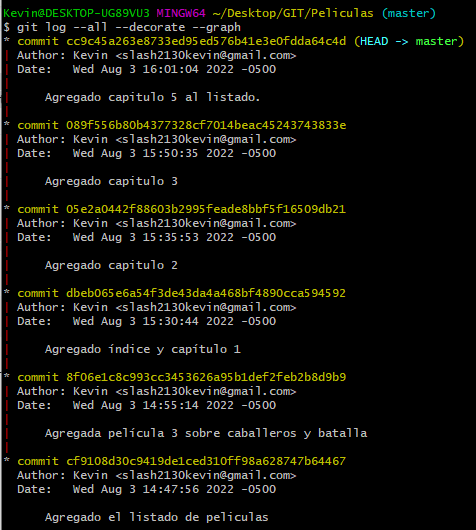 Kevin@DESKTOP-UG89VU3 MINGW64 ~/Desktop/GIT/Peliculas (master)
$ git log --all --decorate --graph
* commit cc9c45a263e8733ed95ed576b41e3e0fdda64c4d (HEAD -> master)
| Author: Kevin <slash2130kevin@gmail.com>
| Date:   Wed Aug 3 16:01:04 2022 -0500
|
|     Agregado capitulo 5 al listado.
|
* commit 089f556b80b4377328cf7014beac45243743833e
| Author: Kevin <slash2130kevin@gmail.com>
| Date:   Wed Aug 3 15:50:35 2022 -0500
|
|     Agregado capitulo 3
|
* commit 05e2a0442f88603b2995feade8bbf5f16509db21
| Author: Kevin <slash2130kevin@gmail.com>
| Date:   Wed Aug 3 15:35:53 2022 -0500
|
|     Agregado capitulo 2
|
* commit dbeb065e6a54f3de43da4a468bf4890cca594592
| Author: Kevin <slash2130kevin@gmail.com>
| Date:   Wed Aug 3 15:30:44 2022 -0500
|
|     Agregado índice y capítulo 1
|
* commit 8f06e1c8c993cc3453626a95b1def2feb2b8d9b9
| Author: Kevin <slash2130kevin@gmail.com>
| Date:   Wed Aug 3 14:55:14 2022 -0500
|
|     Agregada película 3 sobre caballeros y batalla
|
* commit cf9108d30c9419de1ced310ff98a628747b64467
  Author: Kevin <slash2130kevin@gmail.com>
  Date:   Wed Aug 3 14:47:56 2022 -0500

      Agregado el listado de peliculas